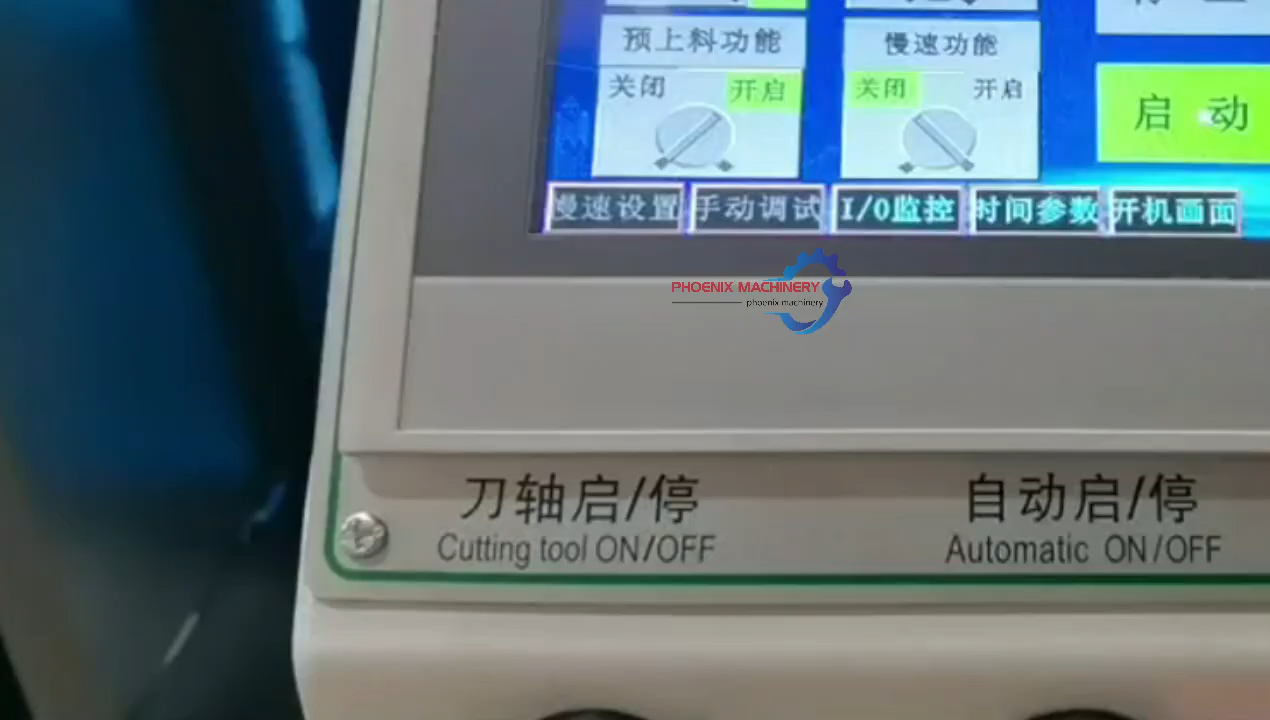 预上料功能
慢速功能
关闭 开启
关闭 开启
启 动
慢速设置 手动调试 I/O监控 时间参数 开机画面
PHOENIX MACHINERY
phoenix machinery
刀轴启/停
Cutting tool ON/OFF
自动启/停
Automatic ON/OFF